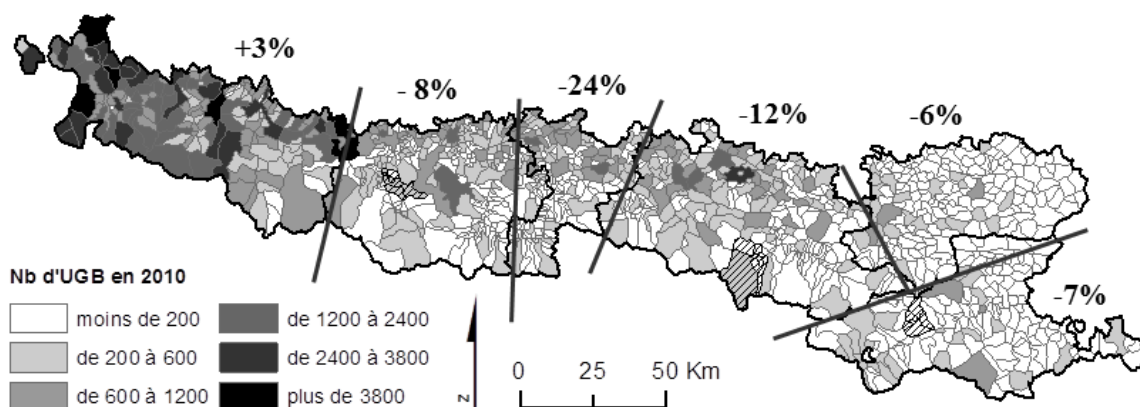 +3%
- 8%
-24%
-12%
-6%
-7%
Nb d'UGB en 2010
moins de 200
de 200 à 600
de 600 à 1200
de 1200 à 2400
de 2400 à 3800
plus de 3800
N
0 25 50 Km